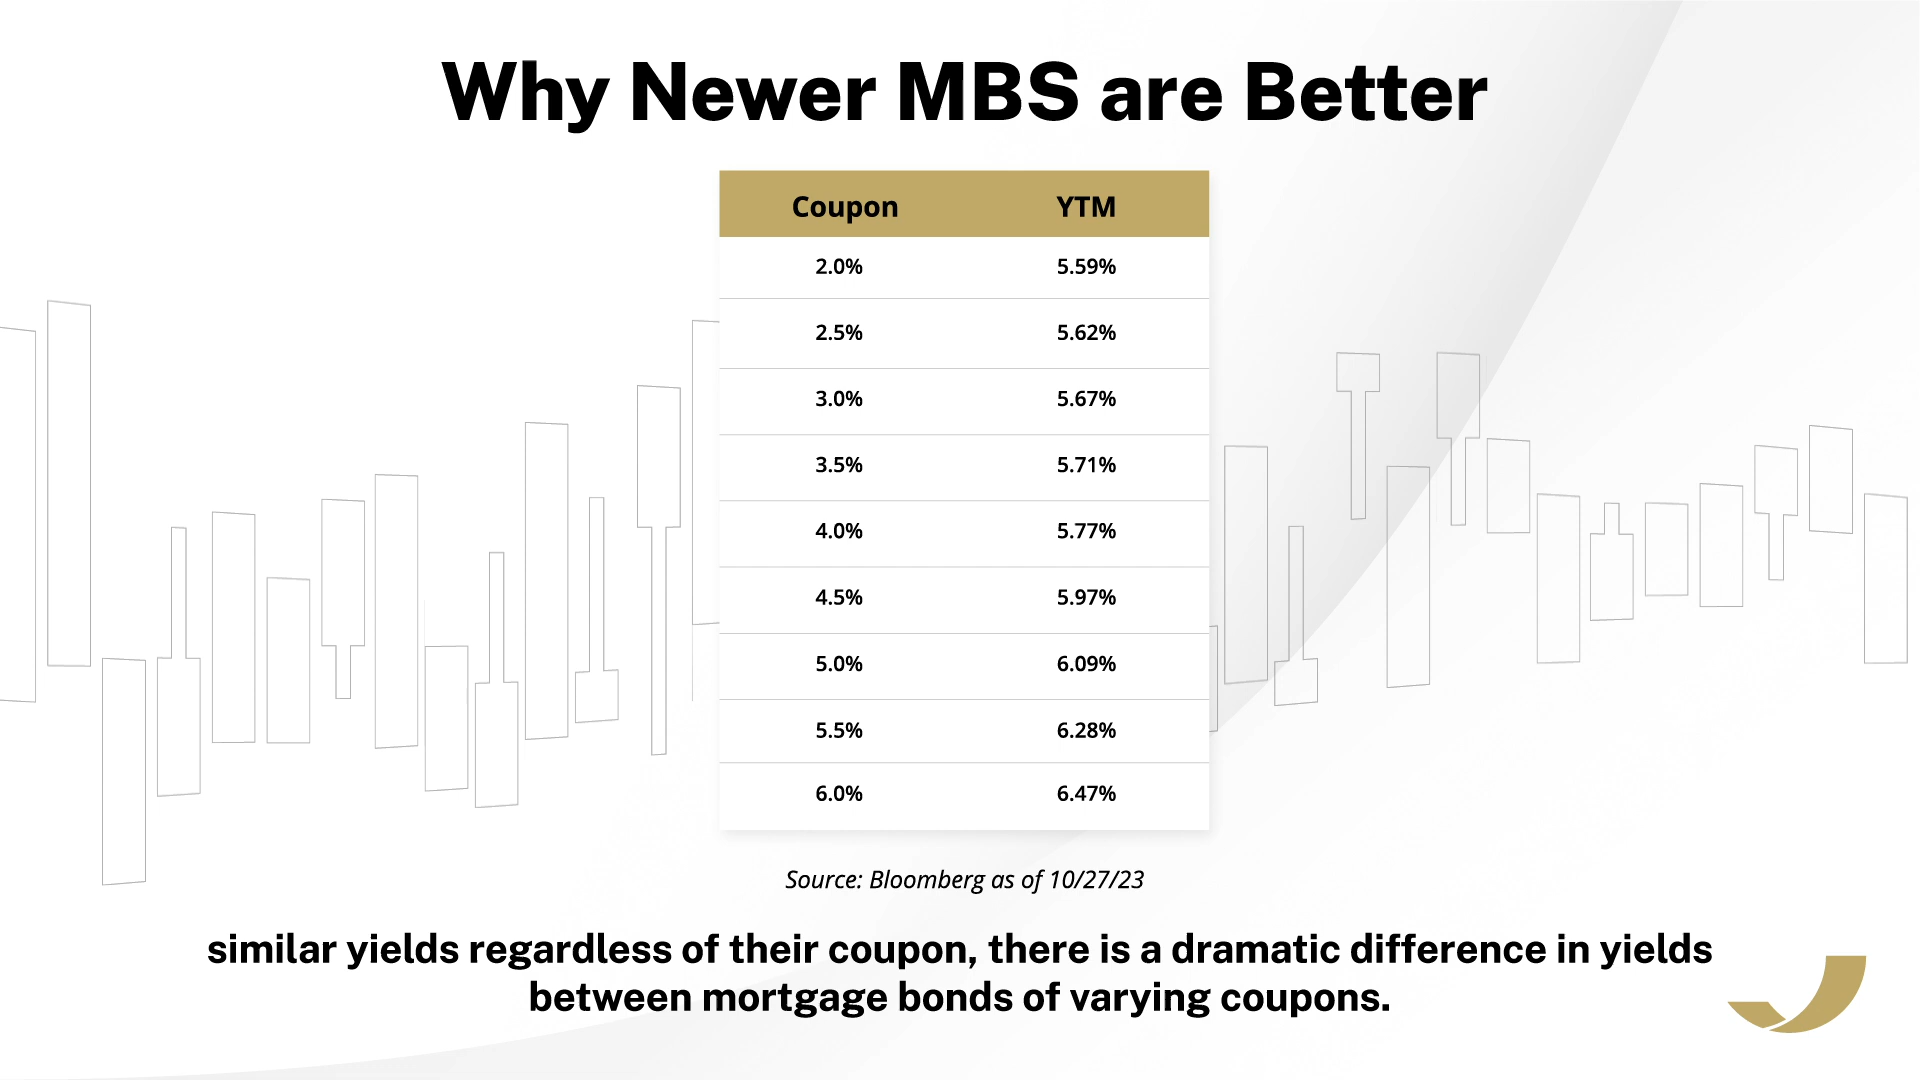 Why Newer MBS are Better
Coupon YTM
2.0% 5.59%
2.5% 5.62%
3.0% 5.67%
3.5% 5.71%
4.0% 5.77%
4.5% 5.97%
5.0% 6.09%
5.5% 6.28%
6.0% 6.47%
Source: Bloomberg as of 10/27/23
similar yields regardless of their coupon, there is a dramatic difference in yields
between mortgage bonds of varying coupons.